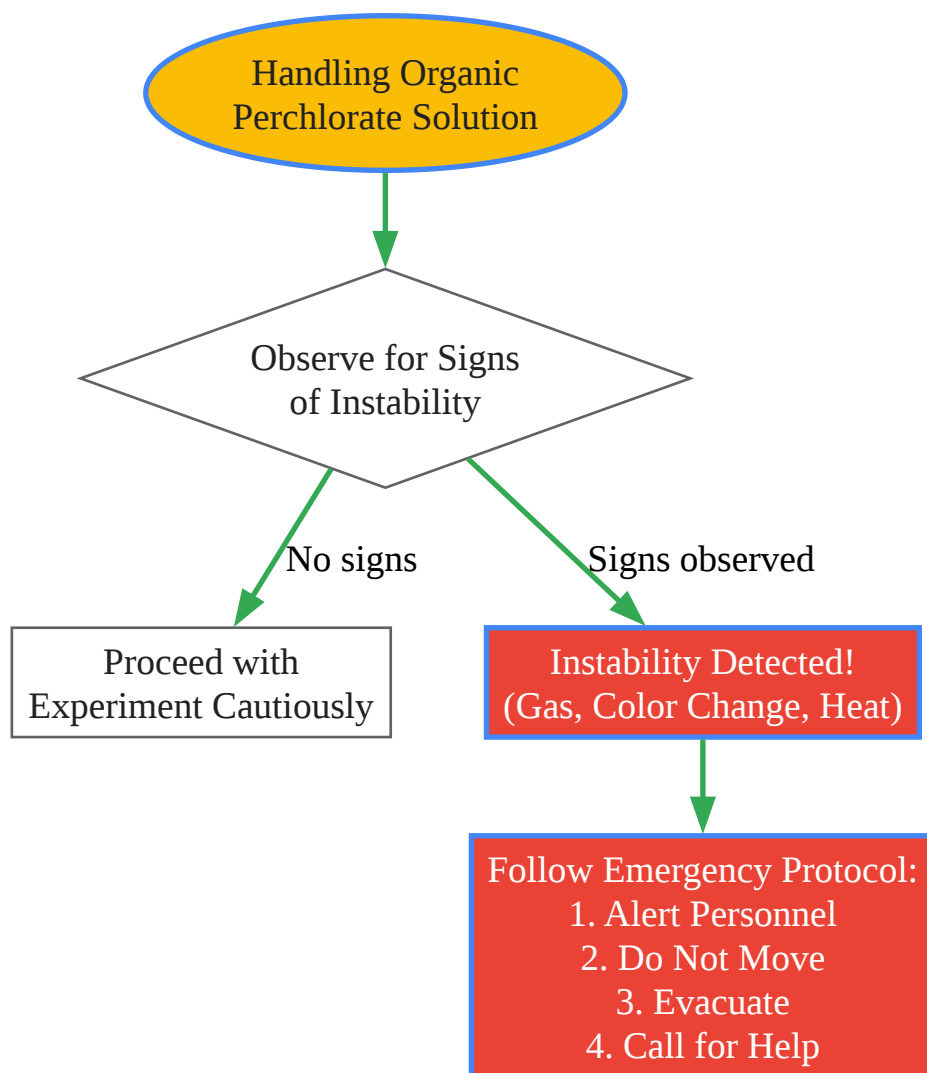 Handling Organic
Perchlorate Solution
Observe for Signs
of Instability
No signs
Signs observed
Proceed with
Experiment Cautiously
Instability Detected!
(Gas, Color Change, Heat)
Follow Emergency Protocol:
1. Alert Personnel
2. Do Not Move
3. Evacuate
4. Call for Help